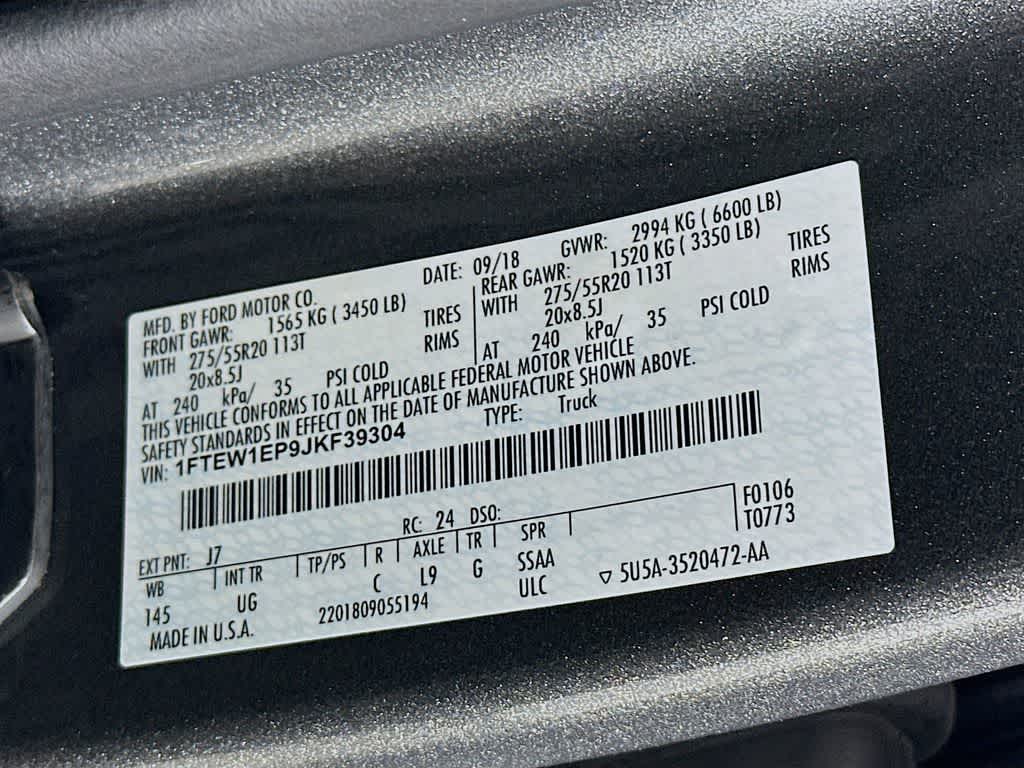 MFD. BY FORD MOTOR CO.
DATE: 09/18 GVWR: 2994 KG ( 6600 LB)
FRONT GAWR: 1565 KG ( 3450 LB)
REAR GAWR: 1520 KG ( 3350 LB)
WITH 275/55R20 113T TIRES
WITH 275/55R20 113T TIRES
20x8.5J RIMS
20x8.5J RIMS
AT 240 kPa/ 35 PSI COLD
AT 240 kPa/ 35 PSI COLD
THIS VEHICLE CONFORMS TO ALL APPLICABLE FEDERAL MOTOR VEHICLE
SAFETY STANDARDS IN EFFECT ON THE DATE OF MANUFACTURE SHOWN ABOVE.
VIN: 1FTEW1EP9JKF39304 TYPE: Truck
F0106
T0773
EXT PNT: J7 RC: 24 DSO:
WB INT TR TP/PS R AXLE TR SPR
145 UG C L9 G SSAA
ULC
MADE IN U.S.A. 2201809055194
▽ 5U5A-3520472-AA